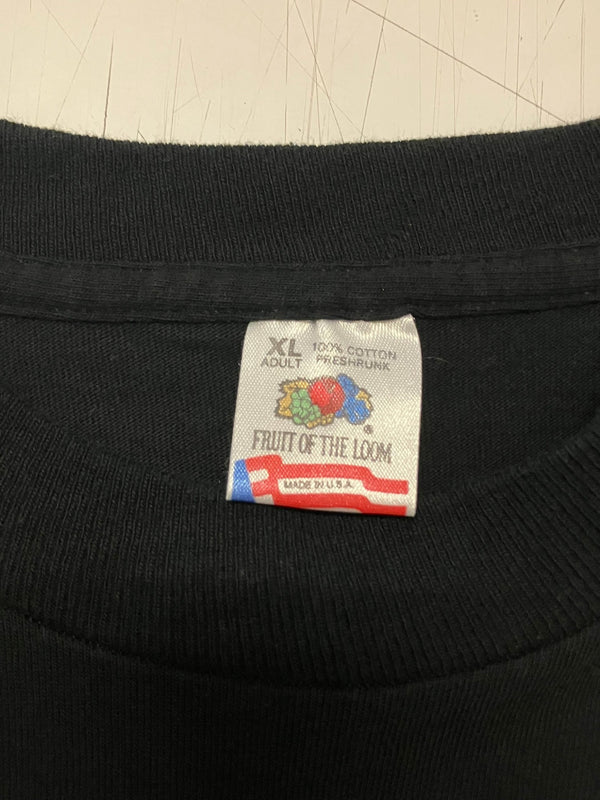 XL 100% COTTON
ADULT PRESHRUNK
®
FRUIT OF THE LOOM
MADE IN U.S.A.